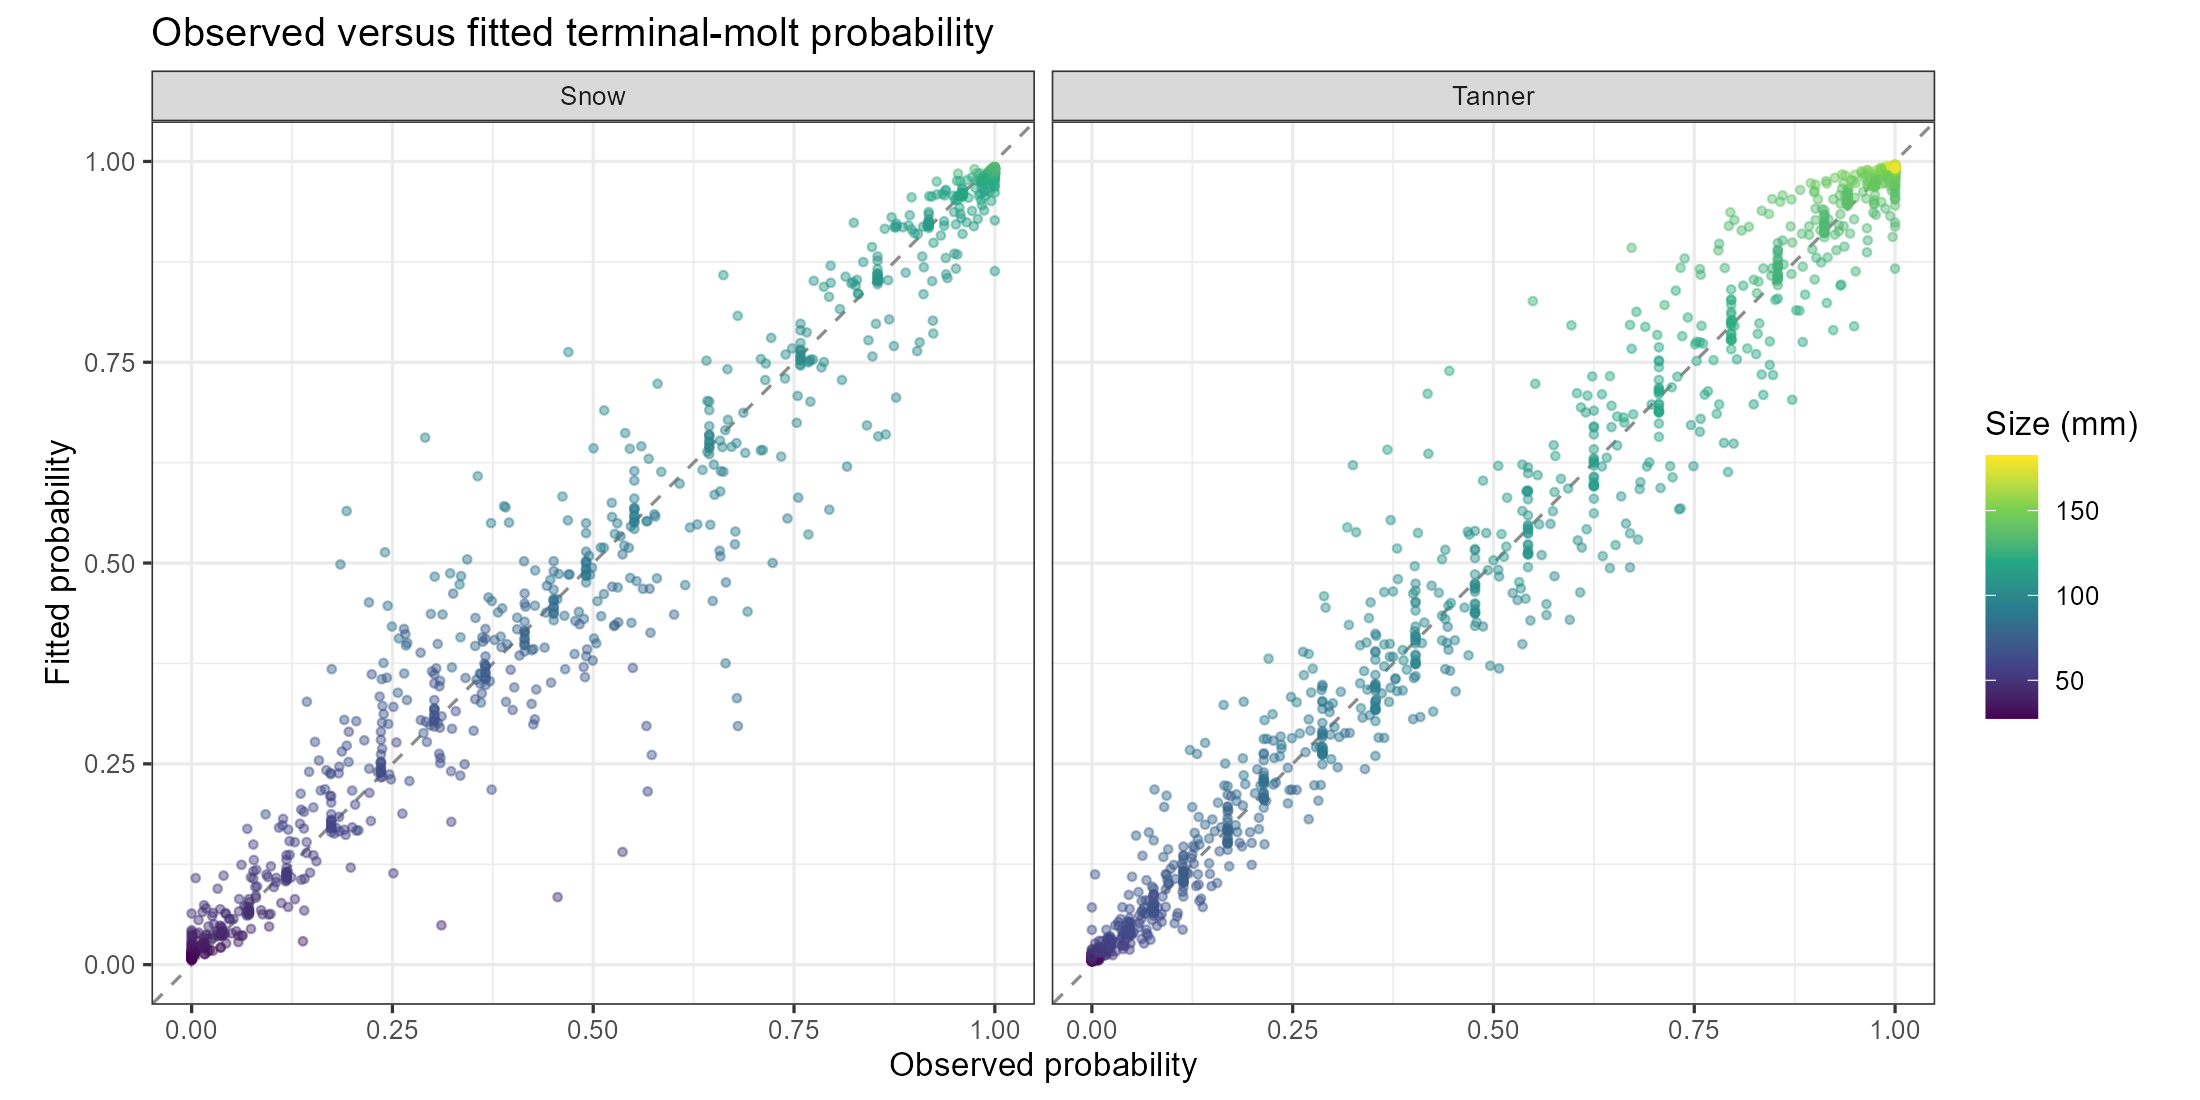 Observed versus fitted terminal-molt probability
Snow
Tanner
1.00
0.75
0.50
0.25
0.00
Fitted probability
0.00 0.25 0.50 0.75 1.00
0.00 0.25 0.50 0.75 1.00
Observed probability
Size (mm)
150
100
50